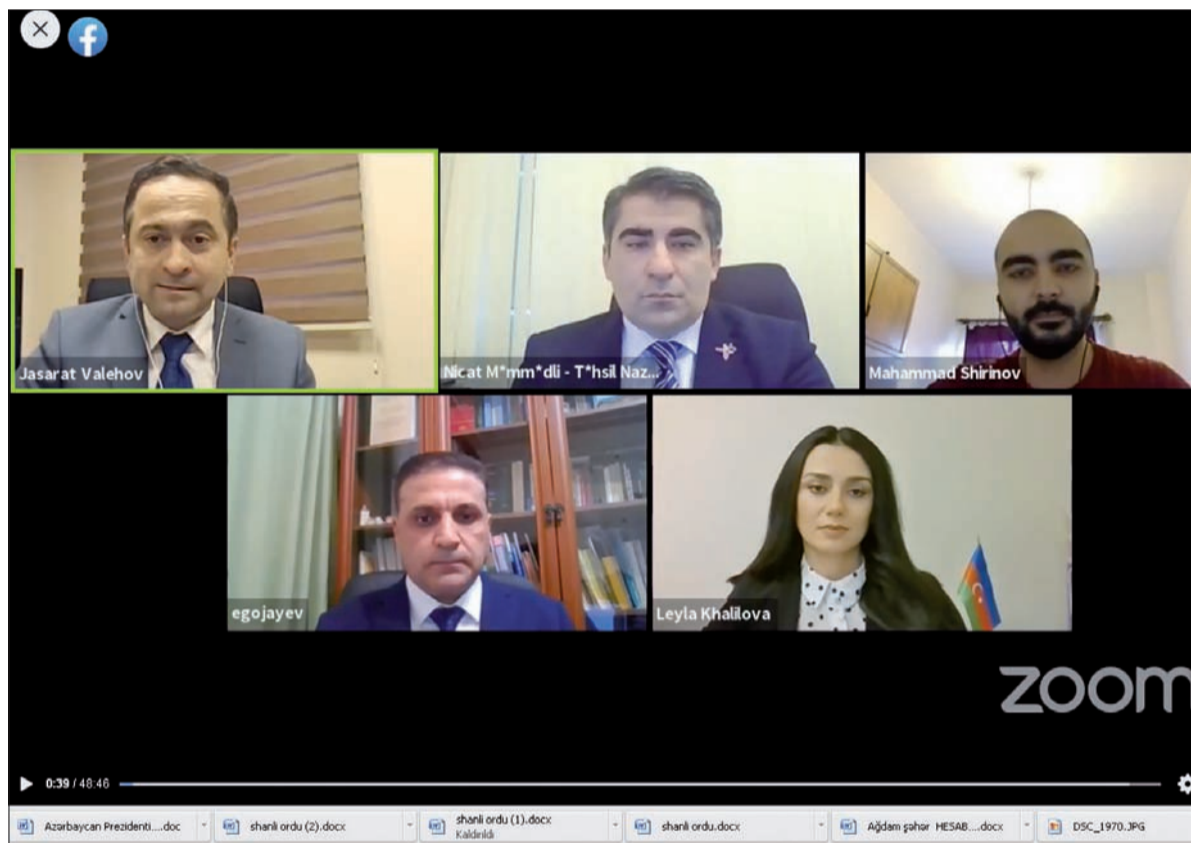 Jasarat Valehov
Nicat M*mm*dli - T*hsil Naz...
Mahammad Shirinov
egojayev
Leyla Khalilova
zoom
0:39 / 48:46
Azərbaycan Prezidenti....doc
shanli ordu (2).docx
shanli ordu (1).docx
Kaldırıldı
shanli ordu.docx
Ağdam şəhər HESAB....docx
DSC_1970.JPG